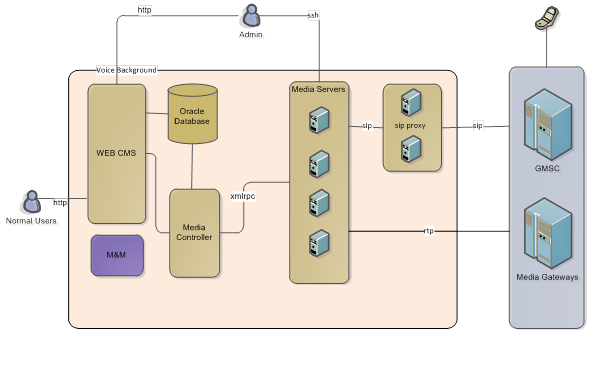 http
ssh
Admin
Voice Background
Media Servers
Oracle
Database
sip proxy
sip
sip
WEB CMS
GMSC
xmlrpc
http
Normal Users
Media
Controller
rtp
M&M
Media Gateways